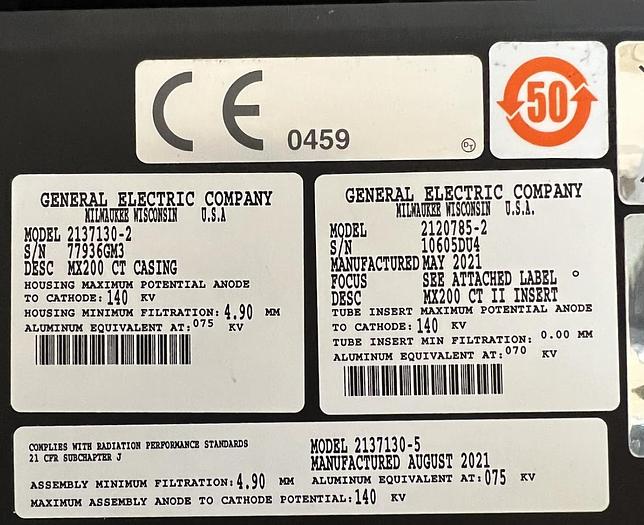 CE 0459
DT
50
GENERAL ELECTRIC COMPANY
MILWAUKEE WISCONSIN U.S.A
MODEL 2137130-2
S/N 77936GM3
DESC MX200 CT CASING
HOUSING MAXIMUM POTENTIAL ANODE
TO CATHODE:140 KV
HOUSING MINIMUM FILTRATION:4.90 MM
ALUMINUM EQUIVALENT AT:075 KV
GENERAL ELECTRIC COMPANY
MILWAUKEE WISCONSIN U.S.A.
MODEL 2120785-2
S/N 10605DU4
MANUFACTURED MAY 2021
FOCUS SEE ATTACHED LABEL °
DESC MX200 CT II INSERT
TUBE INSERT MAXIMUM POTENTIAL ANODE
TO CATHODE:140 KV
TUBE INSERT MIN FILTRATION: 0.00 MM
ALUMINUM EQUIVALENT AT:070 KV
COMPLIES WITH RADIATION PERFORMANCE STANDARDS
21 CFR SUBCHAPTER J
MODEL 2137130-5
MANUFACTURED AUGUST 2021
ASSEMBLY MINIMUM FILTRATION:4.90 MM ALUMINUM EQUIVALENT AT:075 KV
MAXIMUM ASSEMBLY ANODE TO CATHODE POTENTIAL:140 KV